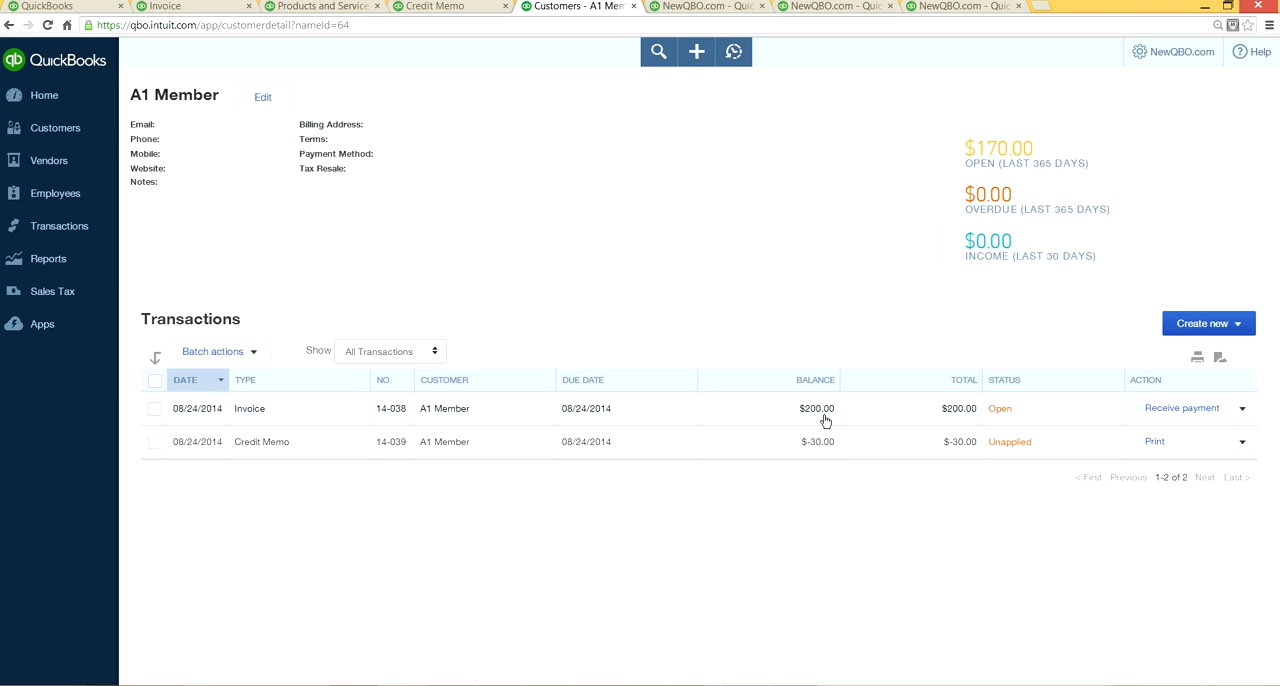 QuickBooks × Invoice × Products and Service × Credit Memo × Customers - A1 Mem × NewQBO.com - Quic × NewQBO.com - Quic × NewQBO.com - Quic ×
https://qbo.intuit.com/app/customerdetail?nameId=64
qb QuickBooks
NewQBO.com ? Help
Home
Customers
Vendors
Employees
Transactions
Reports
Sales Tax
Apps
A1 Member Edit
Email: Billing Address:
Phone: Terms:
Mobile: Payment Method:
Website: Tax Resale:
Notes:
$170.00
OPEN (LAST 365 DAYS)
$0.00
OVERDUE (LAST 365 DAYS)
$0.00
INCOME (LAST 30 DAYS)
Transactions
Create new
Batch actions Show All Transactions
DATE TYPE NO. CUSTOMER DUE DATE BALANCE TOTAL STATUS ACTION
08/24/2014 Invoice 14-038 A1 Member 08/24/2014 $200.00 $200.00 Open Receive payment
08/24/2014 Credit Memo 14-039 A1 Member 08/24/2014 $-30.00 $-30.00 Unapplied Print
< First Previous 1-2 of 2 Next Last >